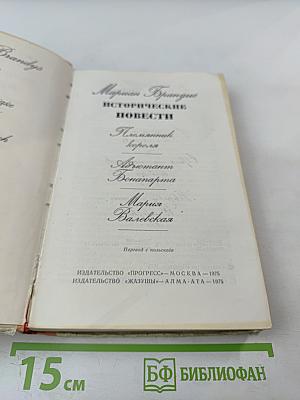 Brandys
Мариан Брандыс
ИСТОРИЧЕСКИЕ
ПОВЕСТИ
Племянник
короля
Адъютант
Бонапарта
Мария
Валевская
Перевод с польского
ИЗДАТЕЛЬСТВО «ПРОГРЕСС» — МОСКВА — 1975
ИЗДАТЕЛЬСТВО «ЖАЗУШЫ» — АЛМА-АТА — 1975
15 см
БФ БИБЛИОФАН